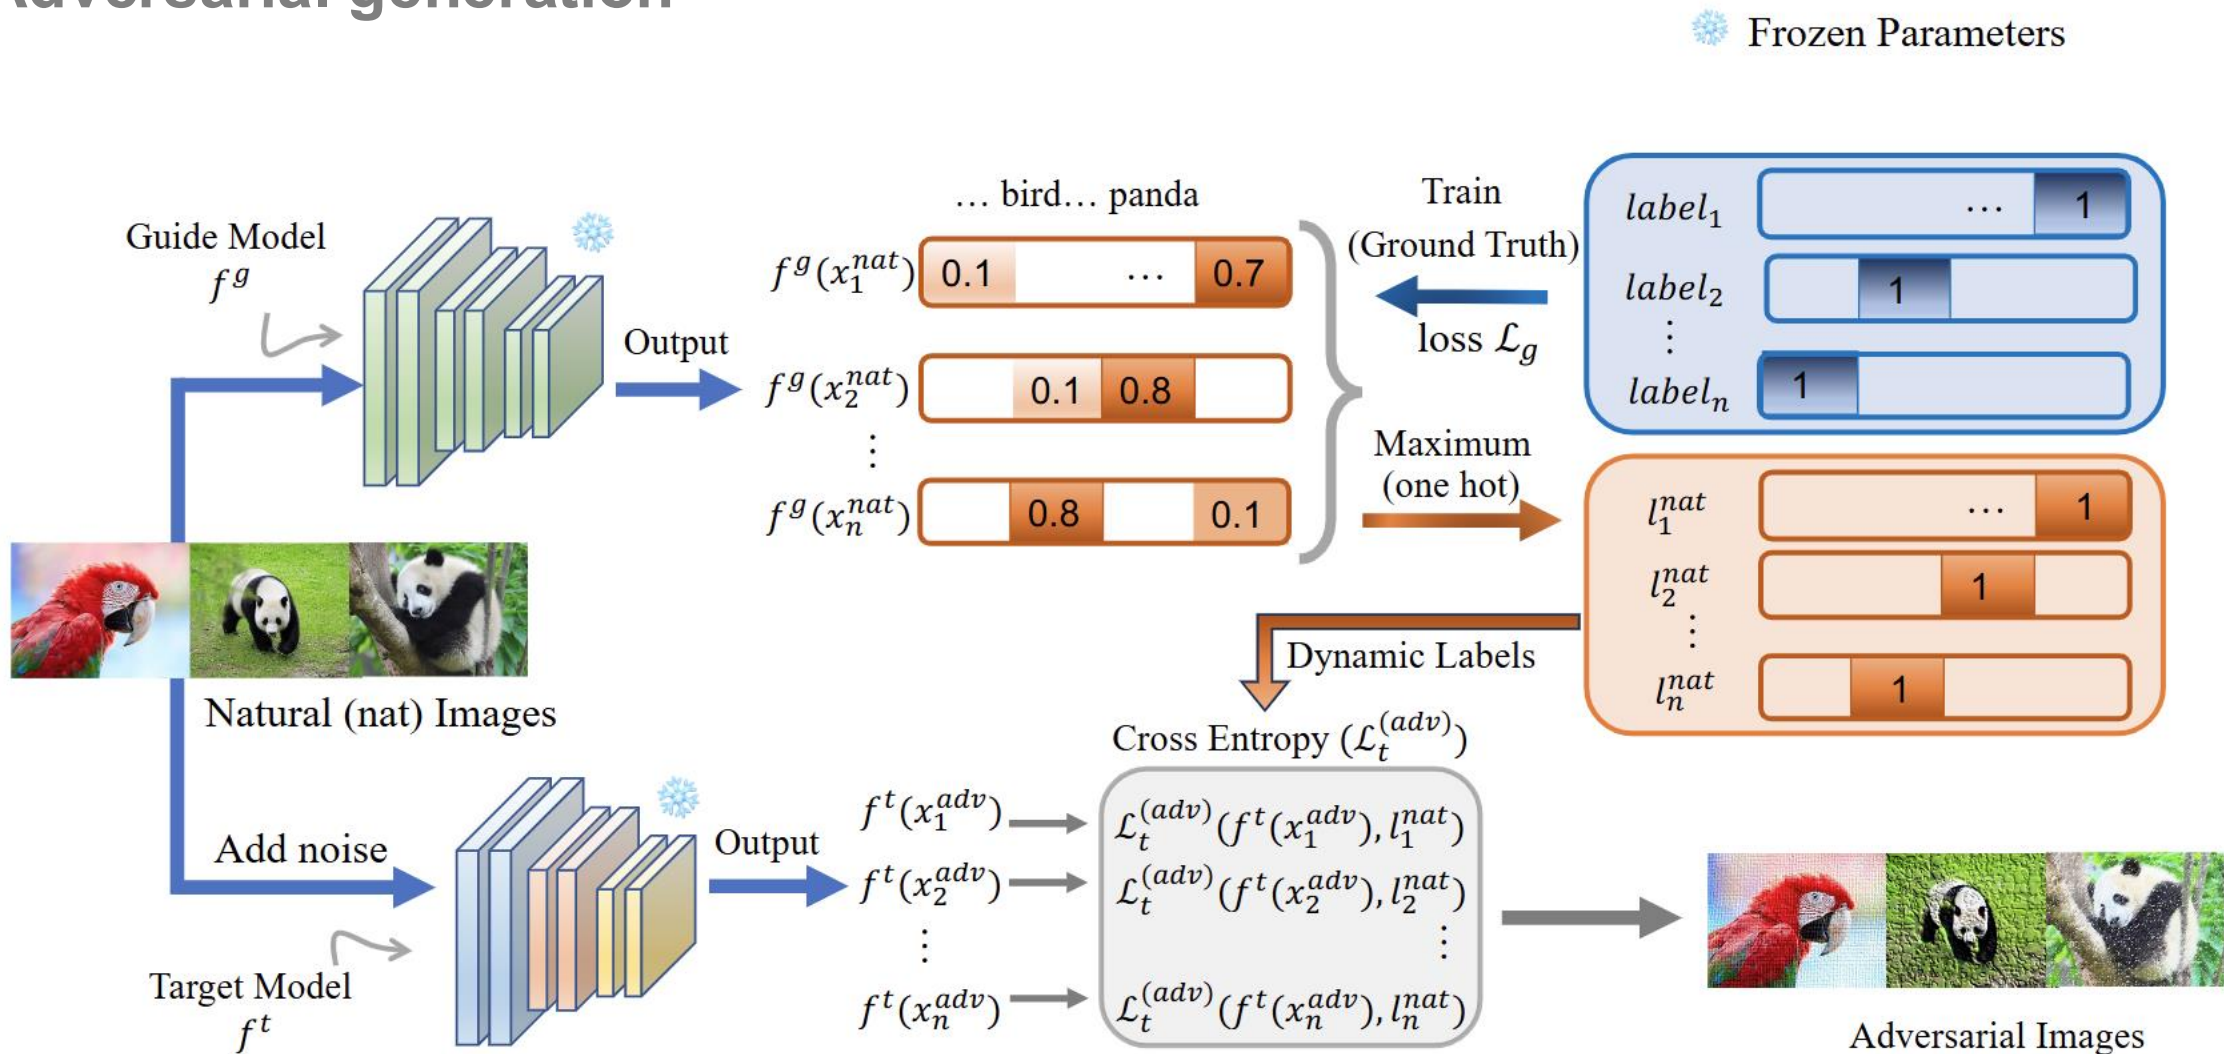 Adversarial generation
Frozen Parameters
Guide Model
f^g
Output
… bird… panda
f^g(x_1^{nat}) 0.1 … 0.7
f^g(x_2^{nat}) 0.1 0.8
⋮
f^g(x_n^{nat}) 0.8 0.1
Train
(Ground Truth)
loss ℒ_g
label_1 … 1
label_2 1
⋮
label_n 1
Maximum
(one hot)
l_1^{nat} … 1
l_2^{nat} 1
⋮
l_n^{nat} 1
Dynamic Labels
Natural (nat) Images
Add noise
Target Model
f^t
Output
f^t(x_1^{adv})
f^t(x_2^{adv})
⋮
f^t(x_n^{adv})
Cross Entropy (ℒ_t^{(adv)})
ℒ_t^{(adv)}(f^t(x_1^{adv}), l_1^{nat})
ℒ_t^{(adv)}(f^t(x_2^{adv}), l_2^{nat})
⋮
ℒ_t^{(adv)}(f^t(x_n^{adv}), l_n^{nat})
Adversarial Images